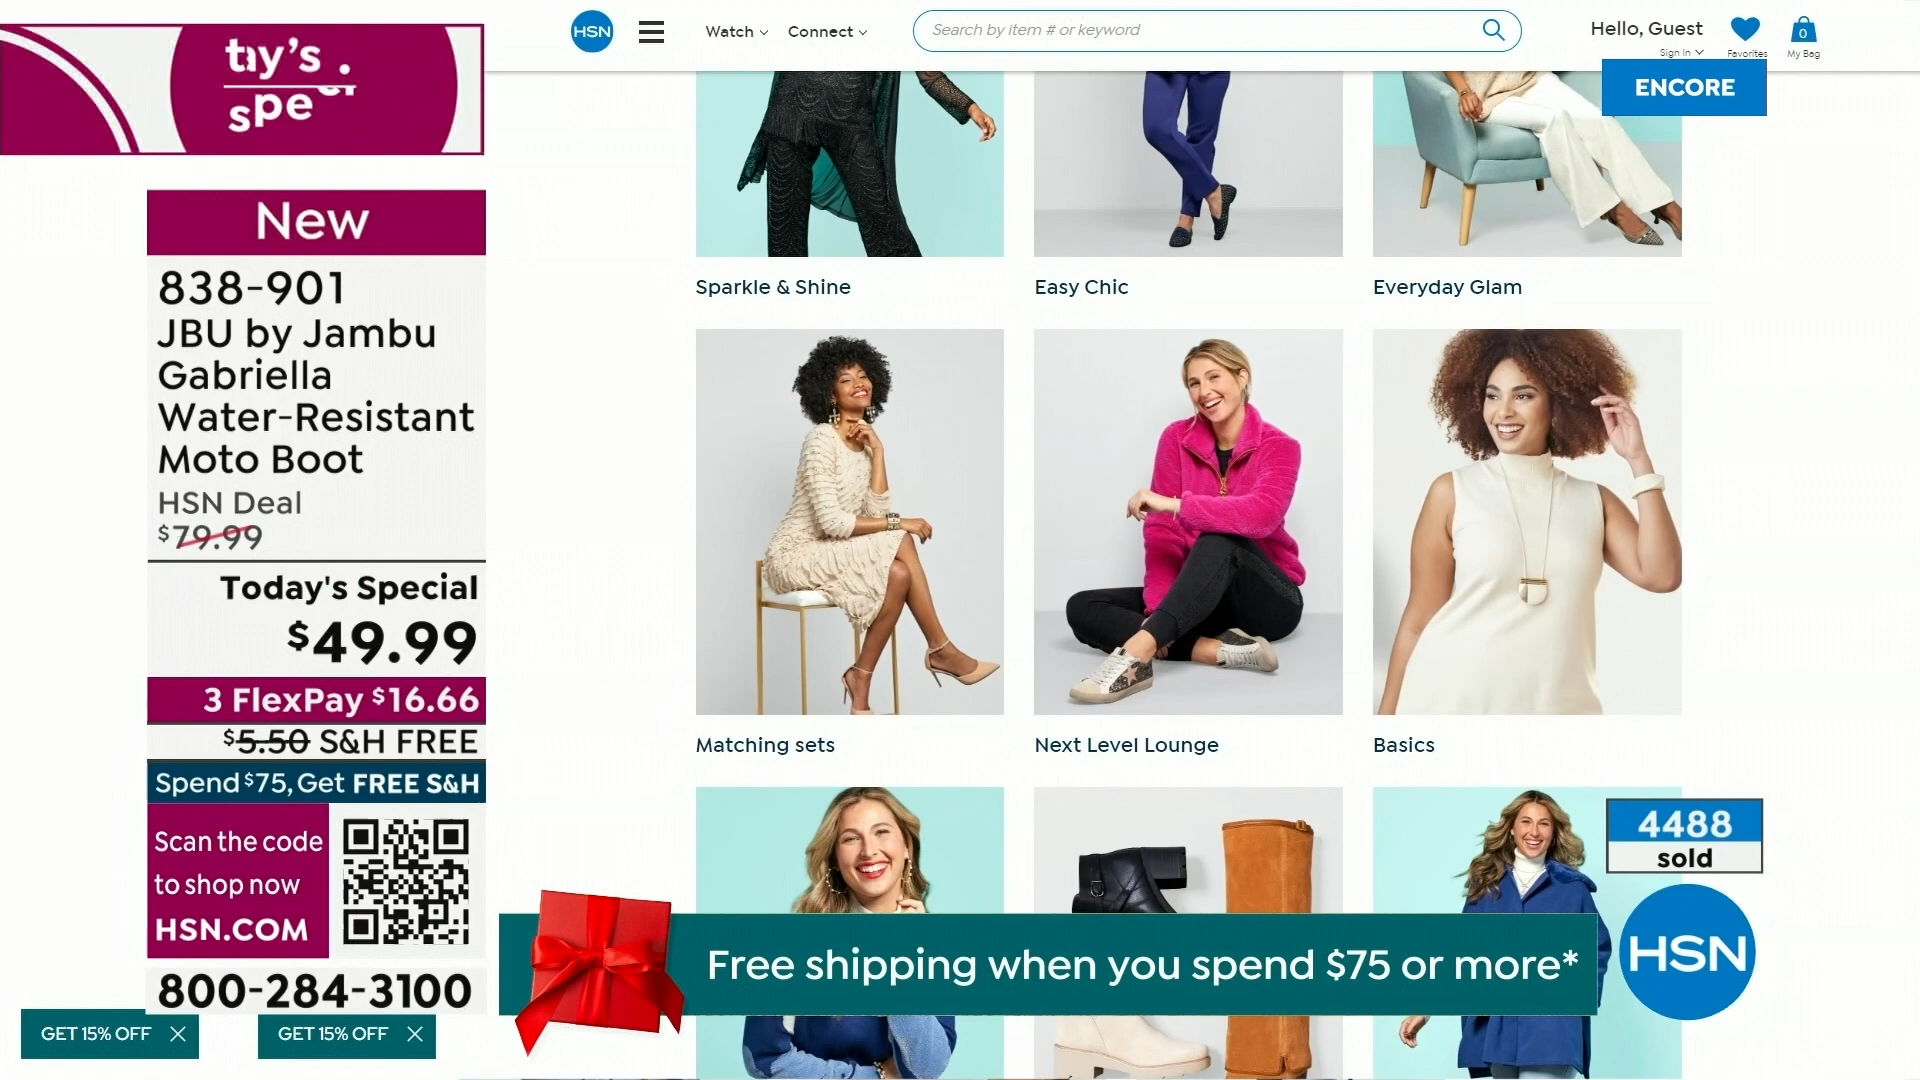 HSN
Watch
Connect
Search by item # or keyword
Hello, Guest
Sign In
Favorites
0
My Bag
ENCORE
New
838-901
JBU by Jambu
Gabriella
Water-Resistant
Moto Boot
HSN Deal
$79.99
Today's Special
$49.99
3 FlexPay $16.66
$5.50 S&H FREE
Spend $75, Get FREE S&H
Scan the code
to shop now
HSN.COM
800-284-3100
GET 15% OFF
GET 15% OFF
Sparkle & Shine
Easy Chic
Everyday Glam
Matching sets
Next Level Lounge
Basics
4488
sold
Free shipping when you spend $75 or more*
HSN